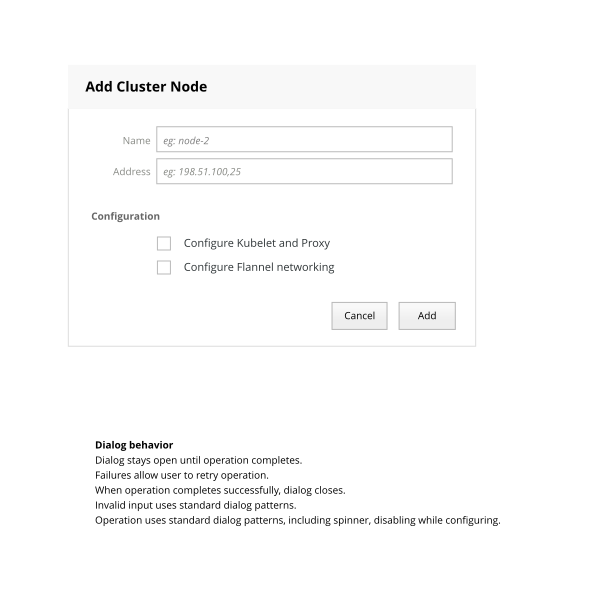 Add Cluster Node
Name eg: node-2
Address eg: 198.51.100,25
Configuration
Configure Kubelet and Proxy
Configure Flannel networking
Cancel Add
Dialog behavior
Dialog stays open until operation completes.
Failures allow user to retry operation.
When operation completes successfully, dialog closes.
Invalid input uses standard dialog patterns.
Operation uses standard dialog patterns, including spinner, disabling while configuring.